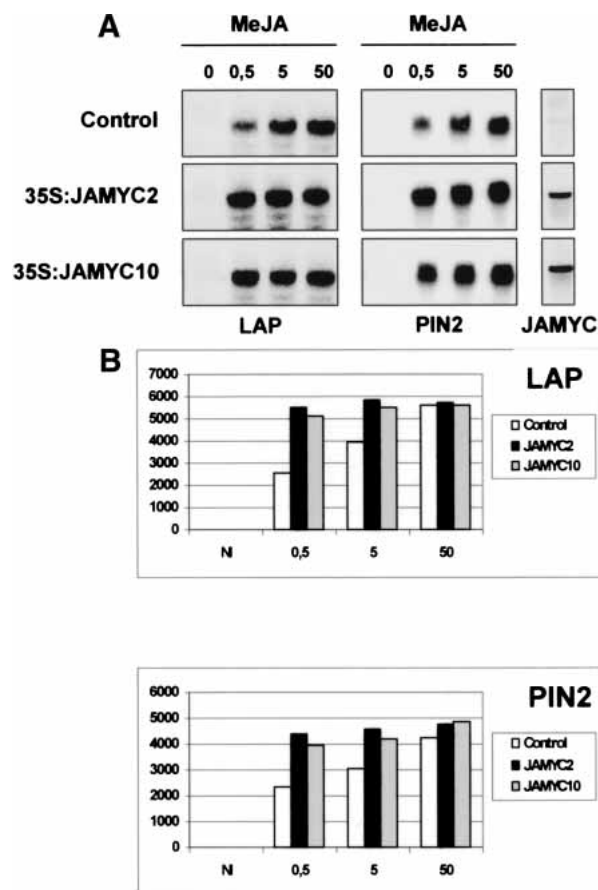 A
MeJA MeJA
0 0,5 5 50 0 0,5 5 50
Control
35S:JAMYC2
35S:JAMYC10
LAP PIN2 JAMYC
B
LAP
7000
6000
5000
4000
3000
2000
1000
0
NI 0,5 5 50
Control
JAMYC2
JAMYC10
PIN2
6000
5000
4000
3000
2000
1000
0
NI 0,5 5 50
Control
JAMYC2
JAMYC10